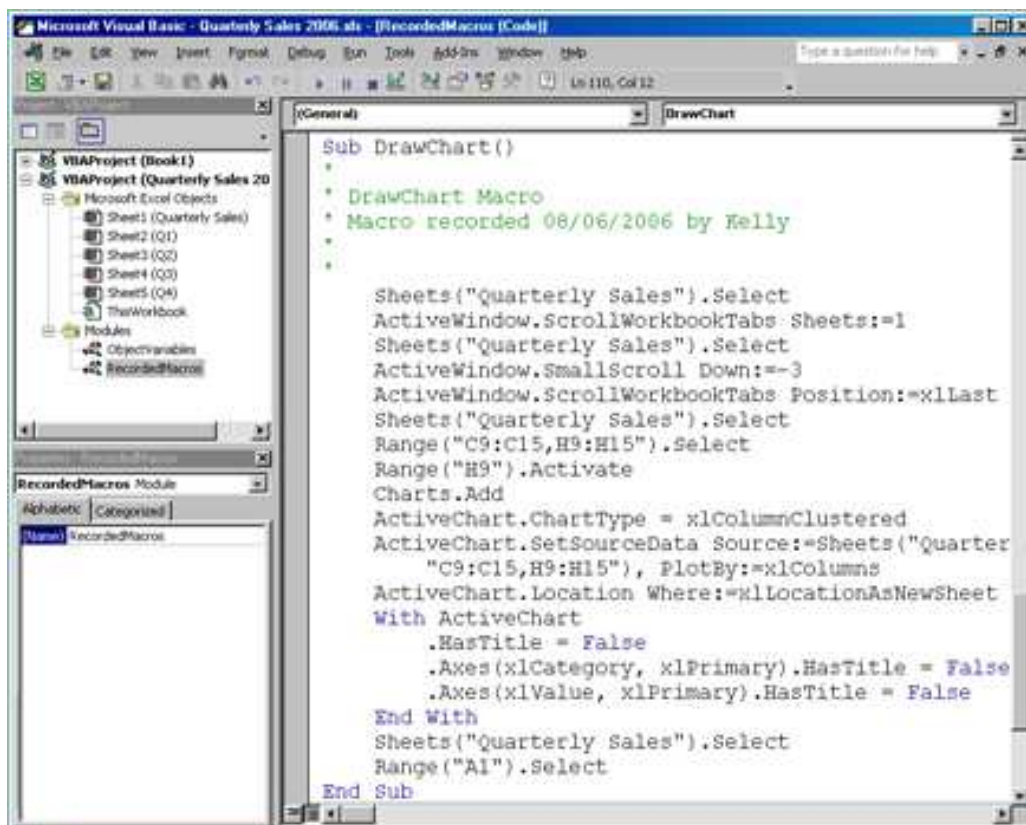 Microsoft Visual Basic - Quarterly Sales 2006.xls - [RecordedMacros (Code)]
File Edit View Insert Format Debug Run Tools Add-Ins Window Help Type a question for help
Ln 110, Col 12
(General) DrawChart
VBAProject (Book1)
VBAProject (Quarterly Sales 20
Microsoft Excel Objects
Sheet1 (Quarterly Sales)
Sheet2 (Q1)
Sheet3 (Q2)
Sheet4 (Q3)
Sheet5 (Q4)
ThisWorkbook
Modules
ObjectVariables
RecordedMacros
RecordedMacros Module
Alphabetic Categorized
(Name) RecordedMacros
Sub DrawChart()
'
' DrawChart Macro
' Macro recorded 08/06/2006 by Kelly
'
'
Sheets("Quarterly Sales").Select
ActiveWindow.ScrollWorkbookTabs Sheets:=1
Sheets("Quarterly Sales").Select
ActiveWindow.SmallScroll Down:=-3
ActiveWindow.ScrollWorkbookTabs Position:=xlLast
Sheets("Quarterly Sales").Select
Range("C9:C15,H9:H15").Select
Range("H9").Activate
Charts.Add
ActiveChart.ChartType = xlColumnClustered
ActiveChart.SetSourceData Source:=Sheets("Quarter
"C9:C15,H9:H15"), PlotBy:=xlColumns
ActiveChart.Location Where:=xlLocationAsNewSheet
With ActiveChart
.HasTitle = False
.Axes(xlCategory, xlPrimary).HasTitle = False
.Axes(xlValue, xlPrimary).HasTitle = False
End With
Sheets("Quarterly Sales").Select
Range("A1").Select
End Sub